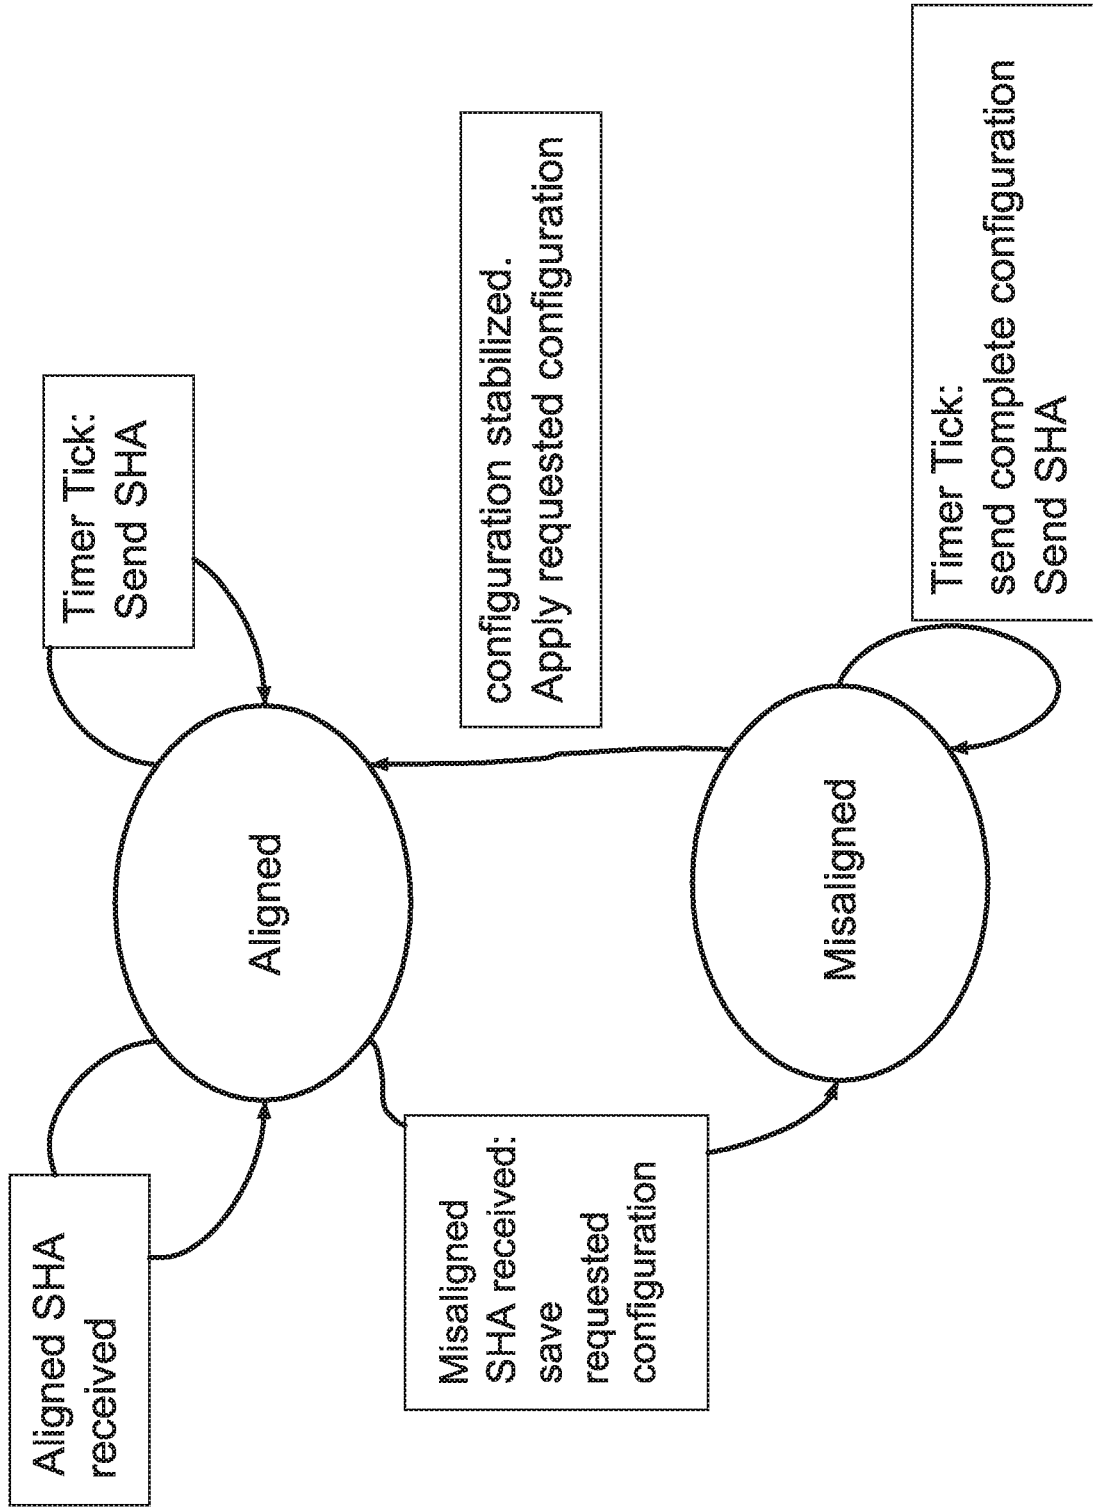 Aligned SHA
received
Timer Tick:
Send SHA
Aligned
Misaligned
SHA received:
save
requested
configuration
configuration stabilized.
Apply requested configuration
Misaligned
Timer Tick:
send complete configuration
Send SHA